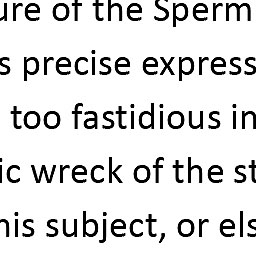 ure of the Sperm
s precise express
too fastidious in
ic wreck of the st
his subject, or els